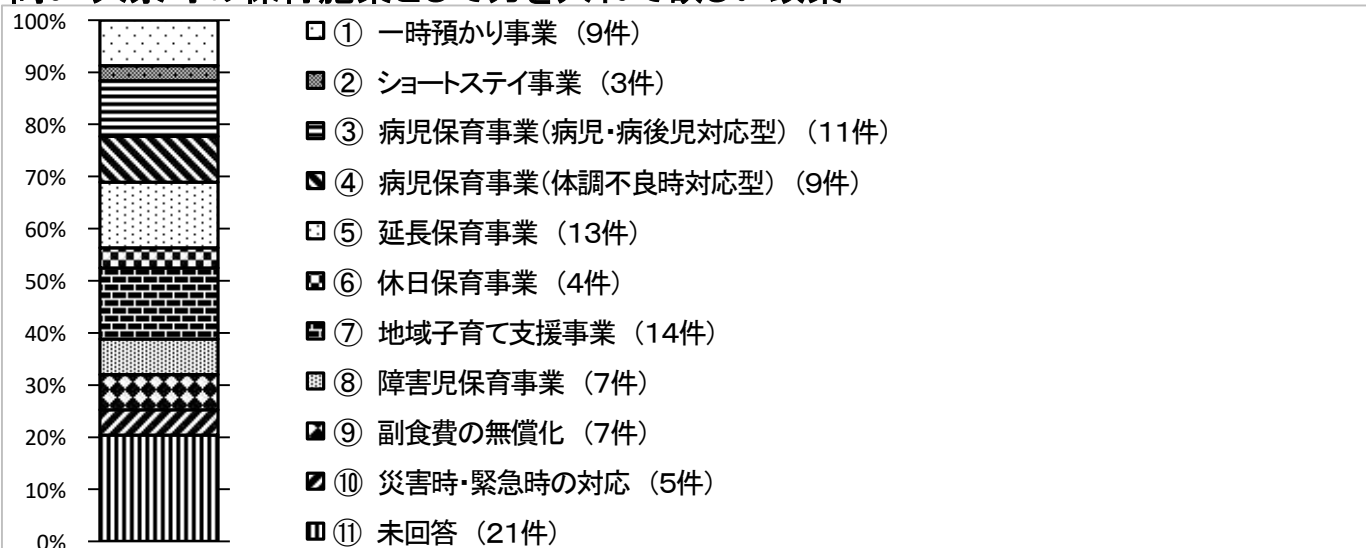 100%
90%
80%
70%
60%
50%
40%
30%
20%
10%
0%
① 一時預かり事業 (9件)
② ショートステイ事業 (3件)
③ 病児保育事業(病児・病後児対応型) (11件)
④ 病児保育事業(体調不良時対応型) (9件)
⑤ 延長保育事業 (13件)
⑥ 休日保育事業 (4件)
⑦ 地域子育て支援事業 (14件)
⑧ 障害児保育事業 (7件)
⑨ 副食費の無償化 (7件)
⑩ 災害時・緊急時の対応 (5件)
⑪ 未回答 (21件)